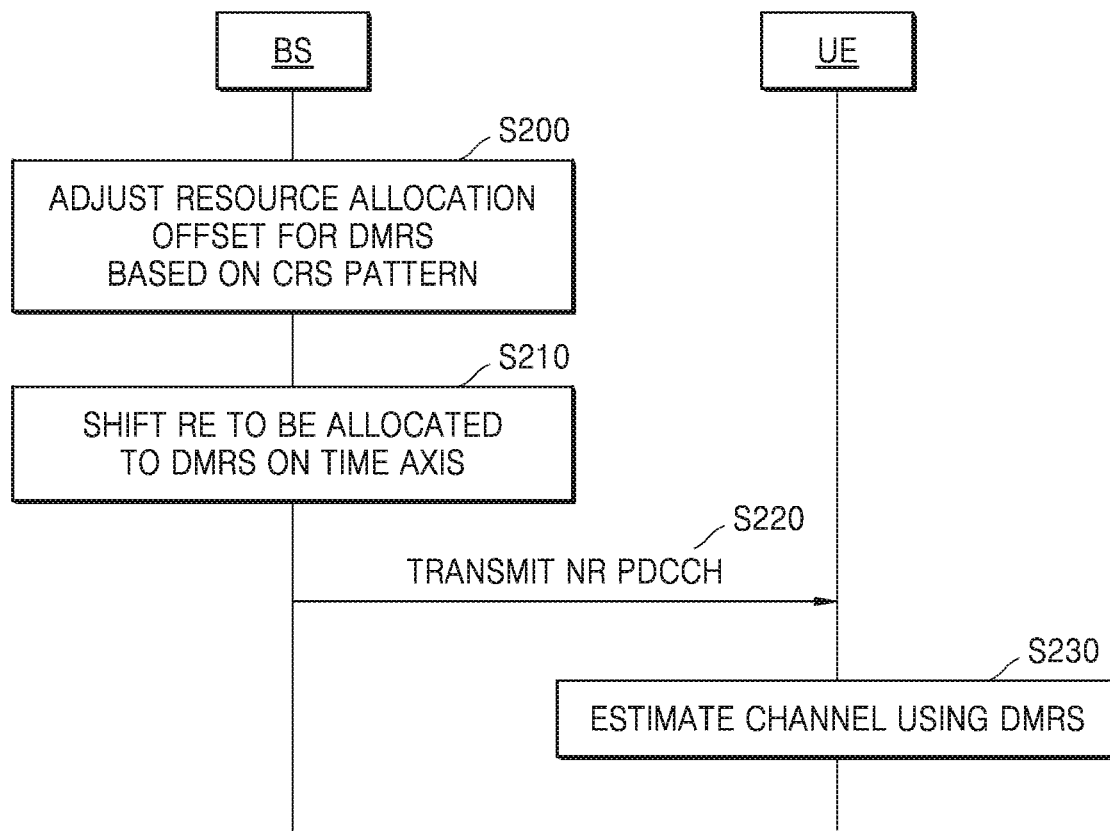 BS
UE
S200
ADJUST RESOURCE ALLOCATION
OFFSET FOR DMRS
BASED ON CRS PATTERN
S210
SHIFT RE TO BE ALLOCATED
TO DMRS ON TIME AXIS
S220
TRANSMIT NR PDCCH
S230
ESTIMATE CHANNEL USING DMRS